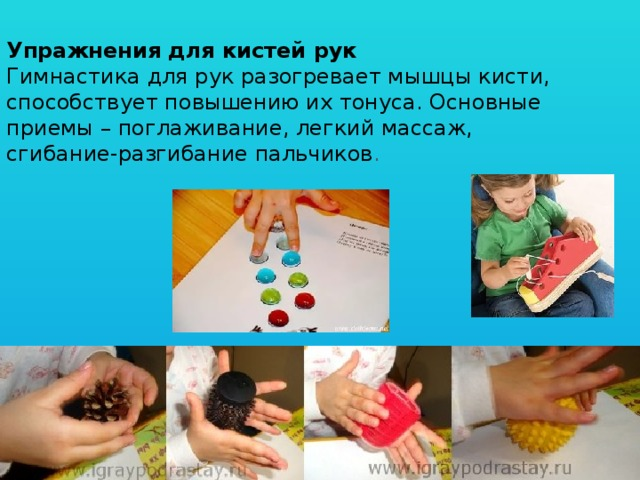 Упражнения для кистей рук
Гимнастика для рук разогревает мышцы кисти,
способствует повышению их тонуса. Основные
приемы – поглаживание, легкий массаж,
сгибание-разгибание пальчиков.
www.igraypodrastay.ru
www.igraypodrastay.ru